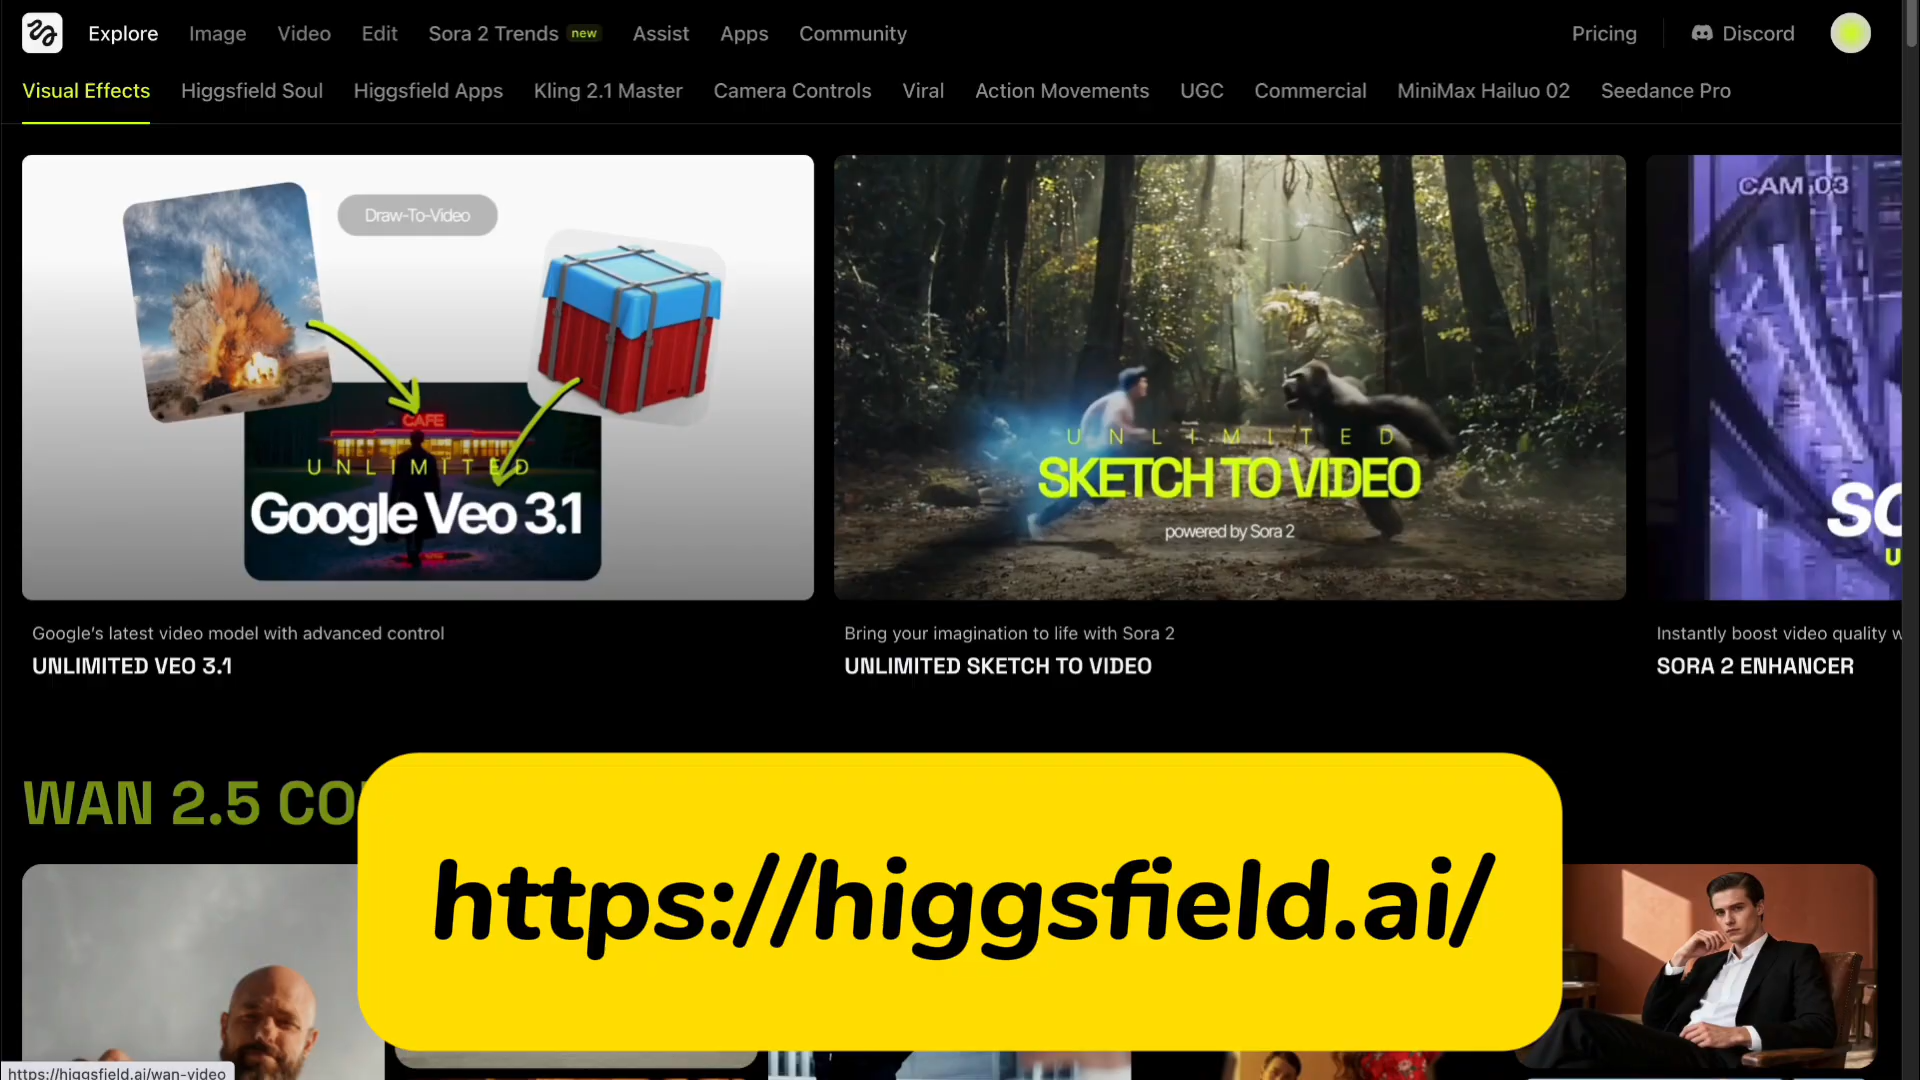 Explore Image Video Edit Sora 2 Trends new Assist Apps Community Pricing Discord
Visual Effects Higgsfield Soul Higgsfield Apps Kling 2.1 Master Camera Controls Viral Action Movements UGC Commercial MiniMax Hailuo 02 Seedance Pro
Draw-To-Video
CAFE
UNLIMITED
Google Veo 3.1
UNLIMITED
SKETCH TO VIDEO
powered by Sora 2
CAM 03
SO
U
Google's latest video model with advanced control
UNLIMITED VEO 3.1
Bring your imagination to life with Sora 2
UNLIMITED SKETCH TO VIDEO
Instantly boost video quality w
SORA 2 ENHANCER
WAN 2.5 CO
https://higgsfield.ai/
https://higgsfield.ai/wan-video